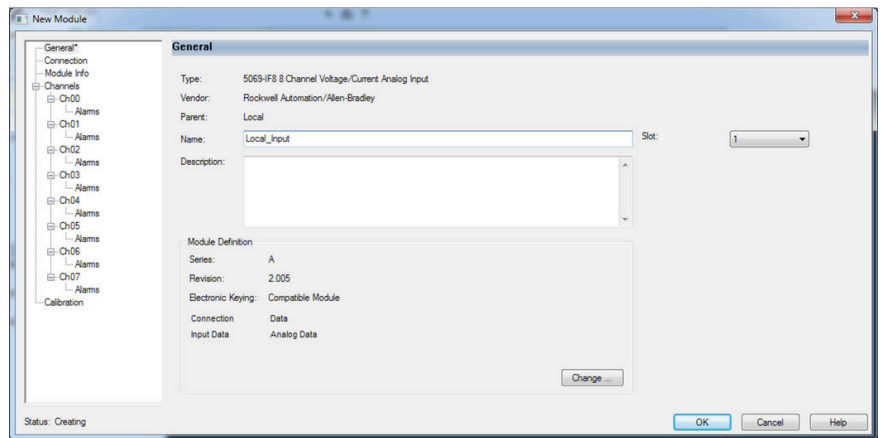 New Module
General*
Connection
Module Info
Channels
Ch00
Alarms
Ch01
Alarms
Ch02
Alarms
Ch03
Alarms
Ch04
Alarms
Ch05
Alarms
Ch06
Alarms
Ch07
Alarms
Calibration
General
Type: 5069-IF8 8 Channel Voltage/Current Analog Input
Vendor: Rockwell Automation/Allen-Bradley
Parent: Local
Name: Local_Input Slot: 1
Description:
Module Definition
Series: A
Revision: 2.005
Electronic Keying: Compatible Module
Connection Data
Input Data Analog Data
Change ...
Status: Creating OK Cancel Help